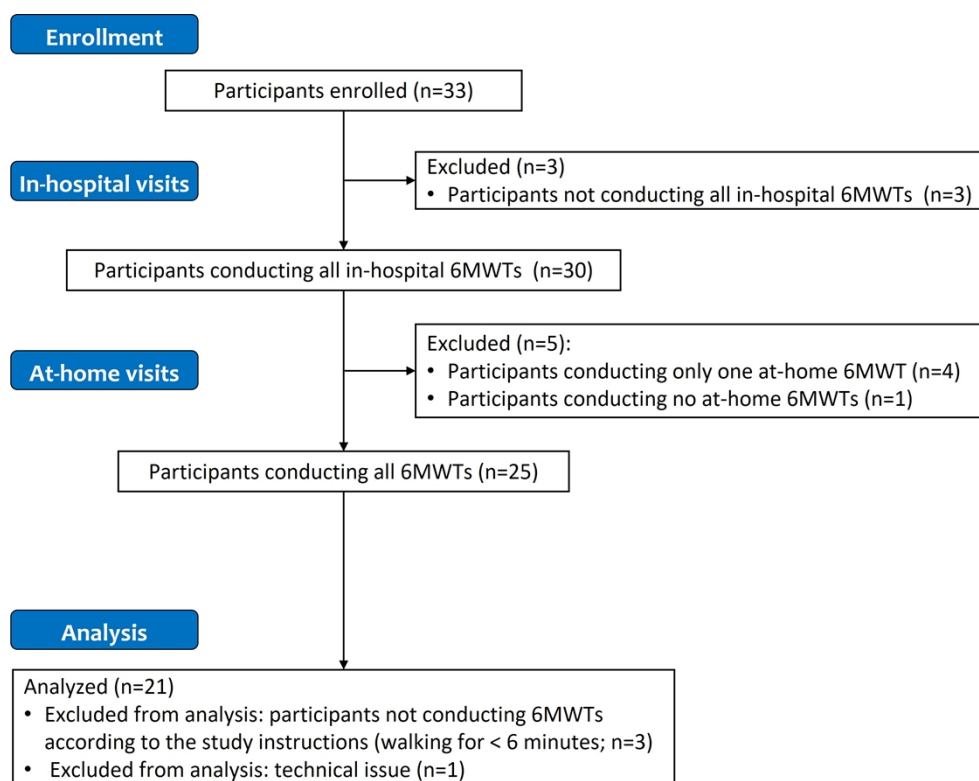 Enrollment
Participants enrolled (n=33)
In-hospital visits
Excluded (n=3)
• Participants not conducting all in-hospital 6MWTs (n=3)
Participants conducting all in-hospital 6MWTs (n=30)
At-home visits
Excluded (n=5):
• Participants conducting only one at-home 6MWT (n=4)
• Participants conducting no at-home 6MWTs (n=1)
Participants conducting all 6MWTs (n=25)
Analysis
Analyzed (n=21)
• Excluded from analysis: participants not conducting 6MWTs
according to the study instructions (walking for < 6 minutes; n=3)
• Excluded from analysis: technical issue (n=1)